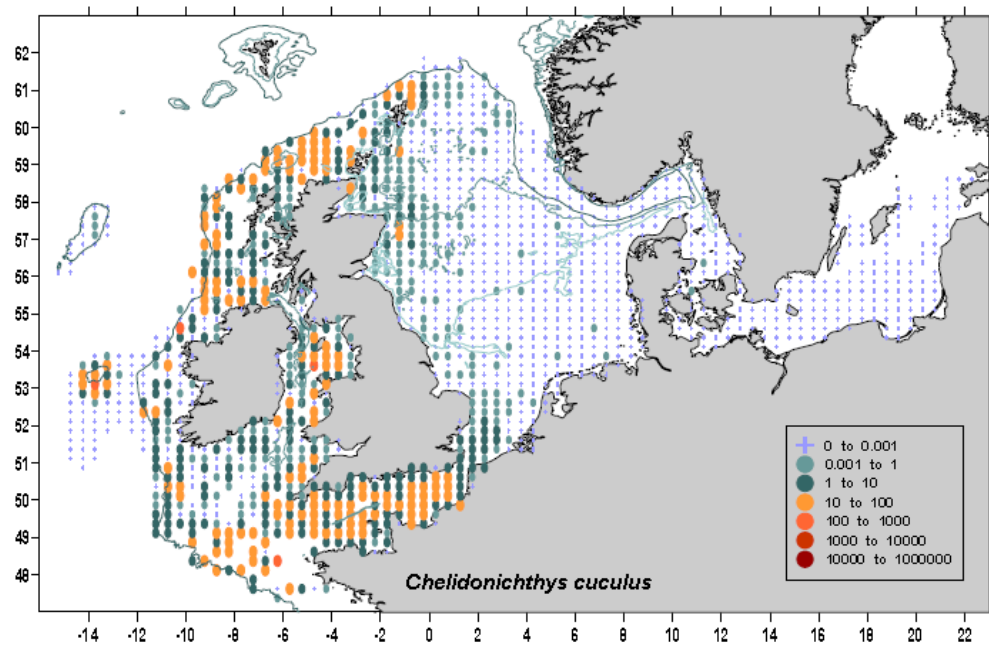 62
61
60
59
58
57
56
55
54
53
52
51
50
49
48
0 to 0.001
0.001 to 1
1 to 10
10 to 100
100 to 1000
1000 to 10000
10000 to 1000000
Chelidonichthys cuculus
-14 -12 -10 -8 -6 -4 -2 0 2 4 6 8 10 12 14 16 18 20 22